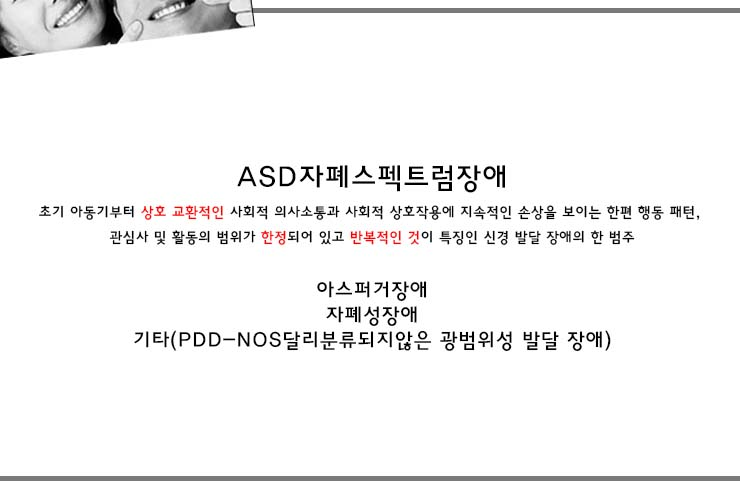 ASD자폐스펙트럼장애
초기 아동기부터 상호 교환적인 사회적 의사소통과 사회적 상호작용에 지속적인 손상을 보이는 한편 행동 패턴,
관심사 및 활동의 범위가 한정되어 있고 반복적인 것이 특징인 신경 발달 장애의 한 범주
아스퍼거장애
자폐성장애
기타(PDD-NOS달리분류되지않은 광범위성 발달 장애)